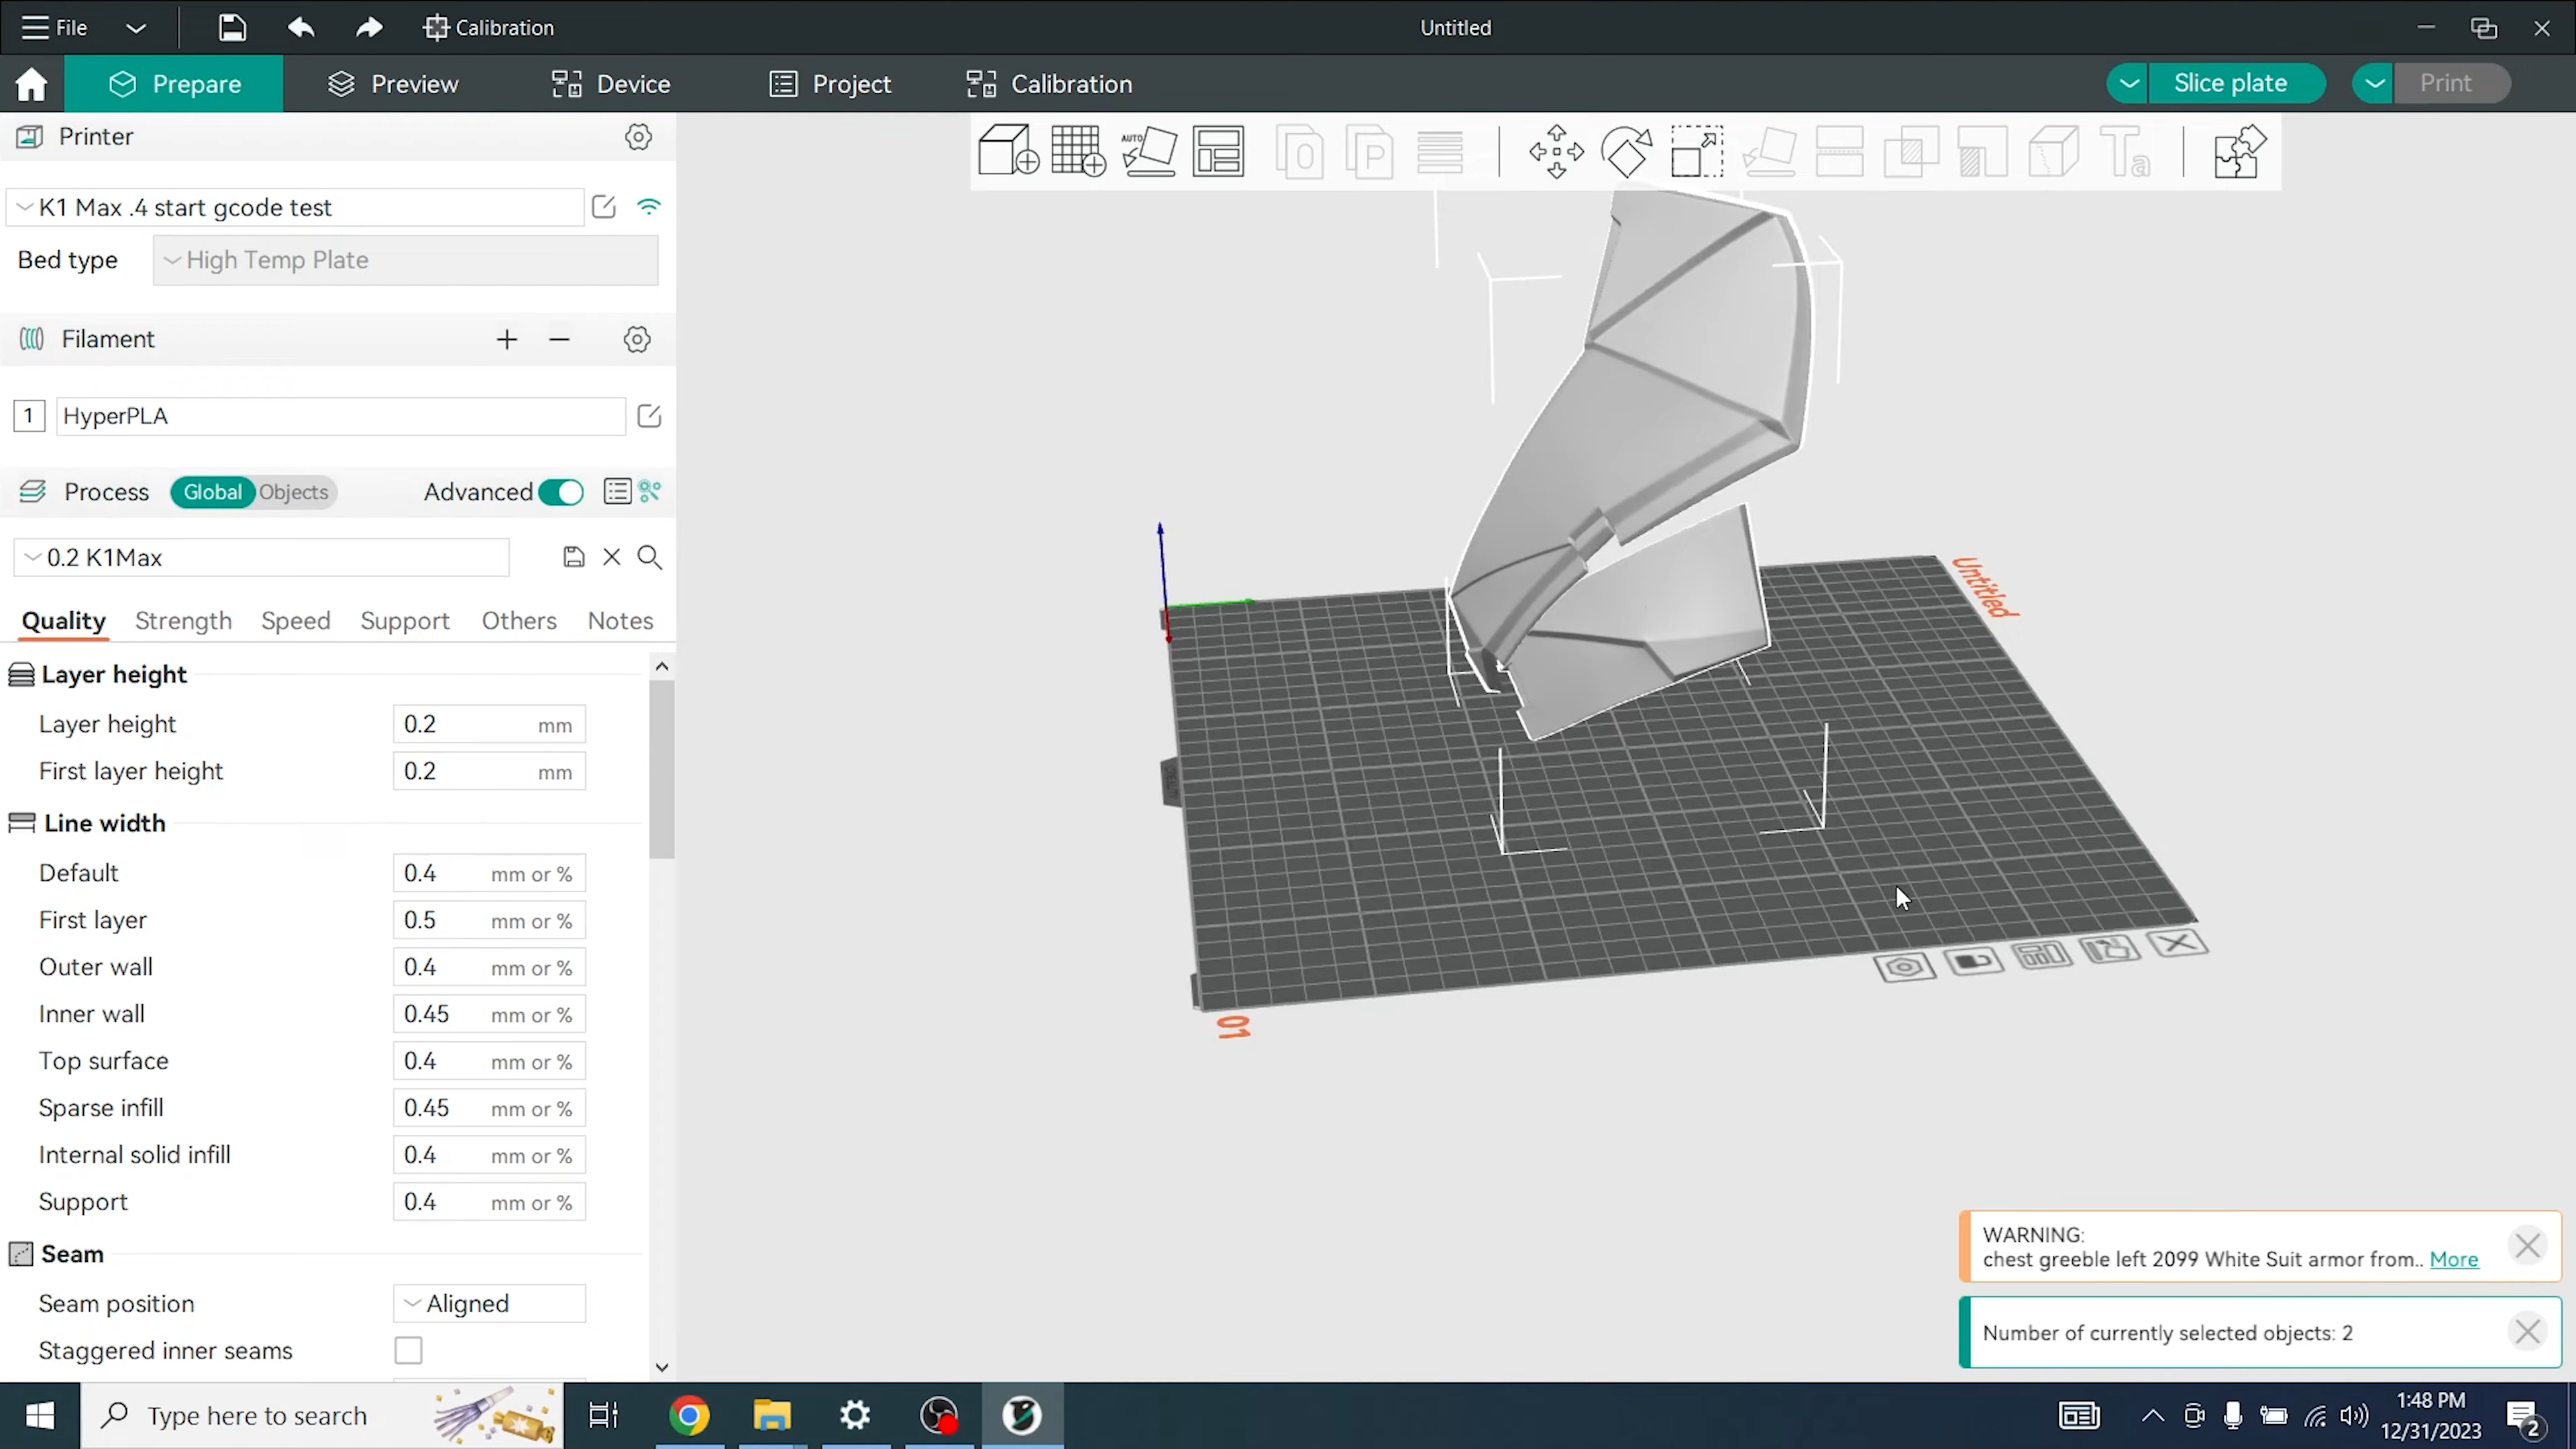 File
Calibration
Untitled
Prepare
Preview
Device
Project
Calibration
Slice plate
Print
Printer
K1 Max .4 start gcode test
Bed type
High Temp Plate
Filament
1
HyperPLA
Process
Global
Objects
Advanced
0.2 K1Max
Quality
Strength
Speed
Support
Others
Notes
Layer height
Layer height 0.2 mm
First layer height 0.2 mm
Line width
Default 0.4 mm or %
First layer 0.5 mm or %
Outer wall 0.4 mm or %
Inner wall 0.45 mm or %
Top surface 0.4 mm or %
Sparse infill 0.45 mm or %
Internal solid infill 0.4 mm or %
Support 0.4 mm or %
Seam
Seam position Aligned
Staggered inner seams
AUTO
O
P
Ta
Untitled
01
WARNING:
chest greeble left 2099 White Suit armor from.. More
Number of currently selected objects: 2
Type here to search
1:48 PM
12/31/2023
2